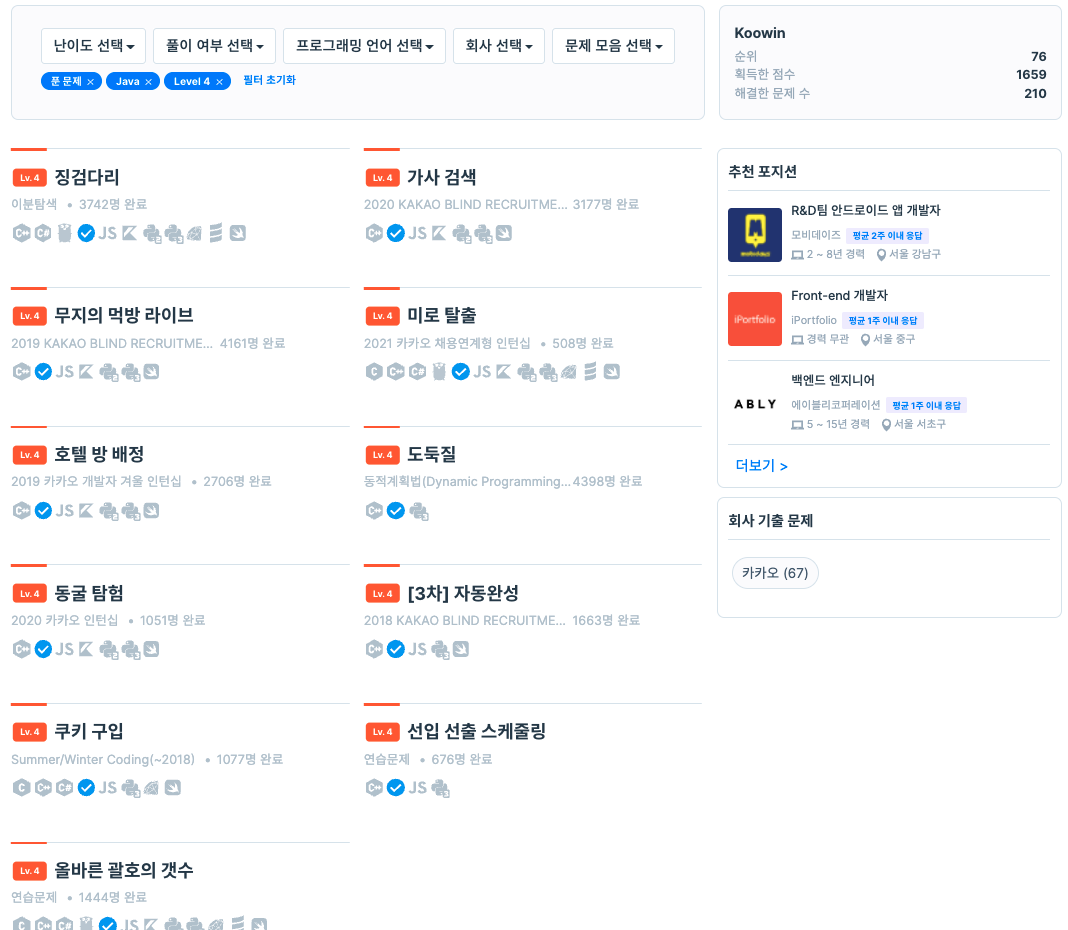 난이도 선택 풀이 여부 선택 프로그래밍 언어 선택 회사 선택 문제 모음 선택
푼 문제 × Java × Level 4 × 필터 초기화
Koowin
순위 76
획득한 점수 1659
해결한 문제 수 210
Lv. 4 징검다리
이분탐색 • 3742명 완료
C++ C# JS 2 3
Lv. 4 가사 검색
2020 KAKAO BLIND RECRUITME... 3177명 완료
C++ JS 2 3
Lv. 4 무지의 먹방 라이브
2019 KAKAO BLIND RECRUITME... 4161명 완료
C++ JS 2 3
Lv. 4 미로 탈출
2021 카카오 채용연계형 인턴십 • 508명 완료
C C++ C# JS 2 3
Lv. 4 호텔 방 배정
2019 카카오 개발자 겨울 인턴십 • 2706명 완료
C++ JS 2 3
Lv. 4 도둑질
동적계획법(Dynamic Programming... 4398명 완료
C++ 3
Lv. 4 동굴 탐험
2020 카카오 인턴십 • 1051명 완료
C++ JS 2 3
Lv. 4 [3차] 자동완성
2018 KAKAO BLIND RECRUITME... 1663명 완료
C++ JS 3
Lv. 4 쿠키 구입
Summer/Winter Coding(~2018) • 1077명 완료
C C++ C# JS 3
Lv. 4 선입 선출 스케줄링
연습문제 • 676명 완료
C++ JS 3
Lv. 4 올바른 괄호의 갯수
연습문제 • 1444명 완료
C C++ C# JS
추천 포지션
R&D팀 안드로이드 앱 개발자
모비데이즈 평균 2주 이내 응답
2 ~ 8년 경력 서울 강남구
Front-end 개발자
iPortfolio
iPortfolio 평균 1주 이내 응답
경력 무관 서울 중구
백엔드 엔지니어
ABLY
에이블리코퍼레이션 평균 1주 이내 응답
5 ~ 15년 경력 서울 서초구
더보기 >
회사 기출 문제
카카오 (67)